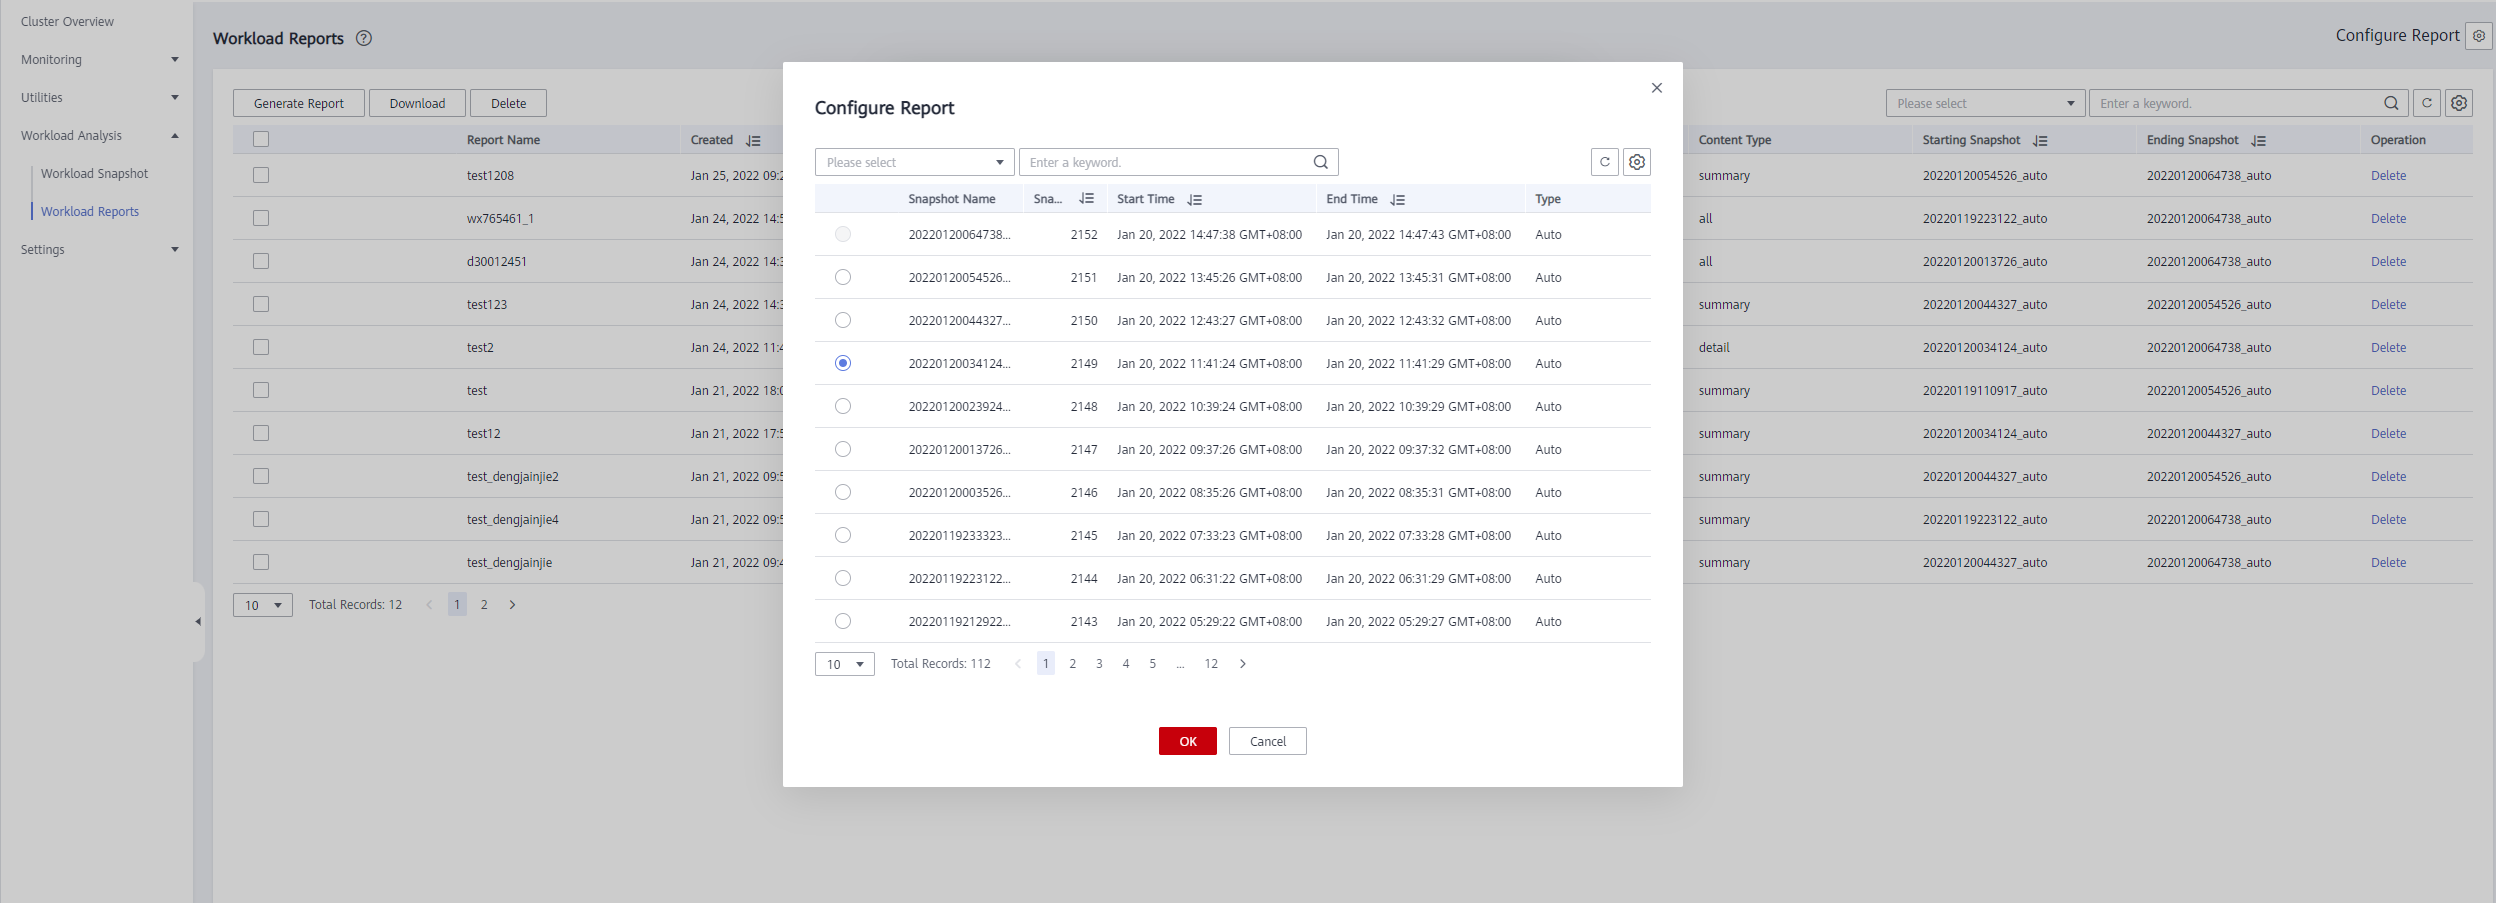 Cluster Overview
Monitoring
Utilities
Workload Analysis
Workload Snapshot
Workload Reports
Settings
Workload Reports ?
Configure Report
Generate Report Download Delete
Please select Enter a keyword.
Report Name Created Content Type Starting Snapshot Ending Snapshot Operation
test1208 Jan 25, 2022 09:2 summary 20220120054526_auto 20220120064738_auto Delete
wx765461_1 Jan 24, 2022 14:5 all 20220119223122_auto 20220120064738_auto Delete
d30012451 Jan 24, 2022 14:3 all 20220120013726_auto 20220120064738_auto Delete
test123 Jan 24, 2022 14:3 summary 20220120044327_auto 20220120054526_auto Delete
test2 Jan 24, 2022 11:4 detail 20220120034124_auto 20220120064738_auto Delete
test Jan 21, 2022 18:0 summary 20220119110917_auto 20220120054526_auto Delete
test12 Jan 21, 2022 17:5 summary 20220120034124_auto 20220120044327_auto Delete
test_dengjainjie2 Jan 21, 2022 09:5 summary 20220120044327_auto 20220120054526_auto Delete
test_dengjainjie4 Jan 21, 2022 09:5 summary 20220119223122_auto 20220120064738_auto Delete
test_dengjainjie Jan 21, 2022 09:4 summary 20220120044327_auto 20220120064738_auto Delete
10 Total Records: 12 1 2
Configure Report
Please select Enter a keyword.
Snapshot Name Sna... Start Time End Time Type
20220120064738... 2152 Jan 20, 2022 14:47:38 GMT+08:00 Jan 20, 2022 14:47:43 GMT+08:00 Auto
20220120054526... 2151 Jan 20, 2022 13:45:26 GMT+08:00 Jan 20, 2022 13:45:31 GMT+08:00 Auto
20220120044327... 2150 Jan 20, 2022 12:43:27 GMT+08:00 Jan 20, 2022 12:43:32 GMT+08:00 Auto
20220120034124... 2149 Jan 20, 2022 11:41:24 GMT+08:00 Jan 20, 2022 11:41:29 GMT+08:00 Auto
20220120023924... 2148 Jan 20, 2022 10:39:24 GMT+08:00 Jan 20, 2022 10:39:29 GMT+08:00 Auto
20220120013726... 2147 Jan 20, 2022 09:37:26 GMT+08:00 Jan 20, 2022 09:37:32 GMT+08:00 Auto
20220120003526... 2146 Jan 20, 2022 08:35:26 GMT+08:00 Jan 20, 2022 08:35:31 GMT+08:00 Auto
20220119233323... 2145 Jan 20, 2022 07:33:23 GMT+08:00 Jan 20, 2022 07:33:28 GMT+08:00 Auto
20220119223122... 2144 Jan 20, 2022 06:31:22 GMT+08:00 Jan 20, 2022 06:31:29 GMT+08:00 Auto
20220119212922... 2143 Jan 20, 2022 05:29:22 GMT+08:00 Jan 20, 2022 05:29:27 GMT+08:00 Auto
10 Total Records: 112 1 2 3 4 5 ... 12
OK Cancel